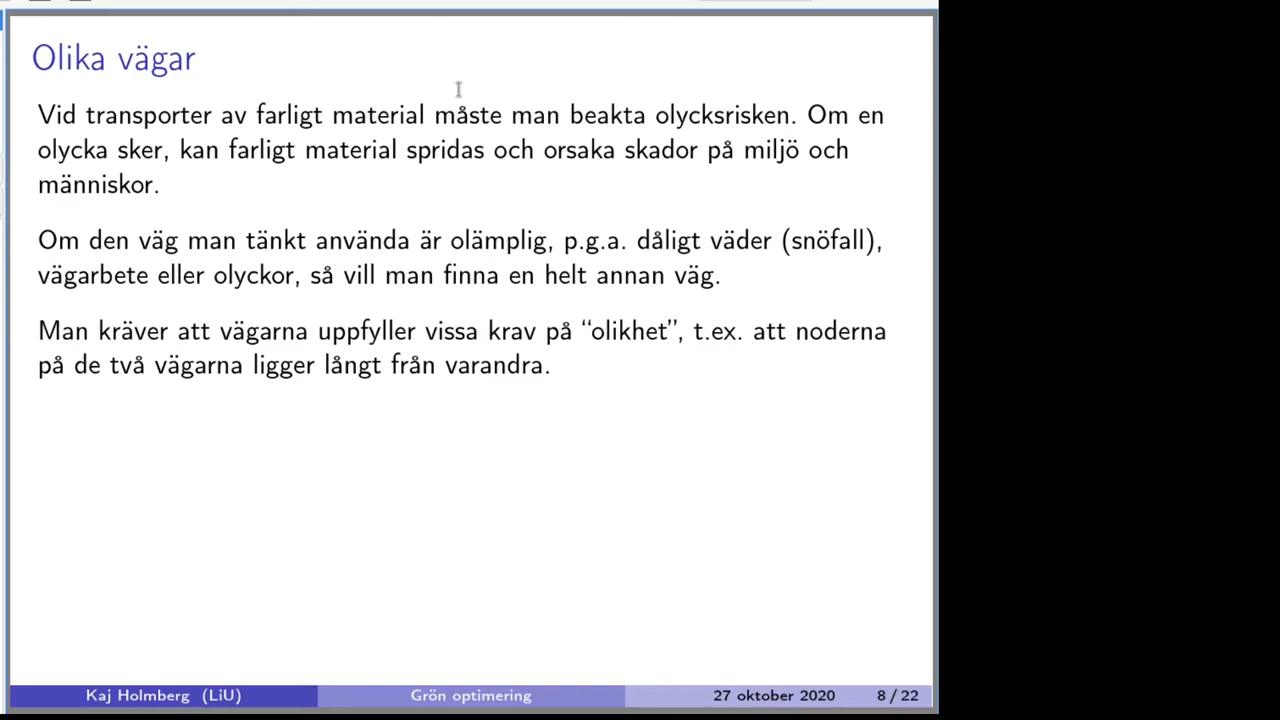 Olika vägar
Vid transporter av farligt material måste man beakta olycksrisken. Om en
olycka sker, kan farligt material spridas och orsaka skador på miljö och
människor.
Om den väg man tänkt använda är olämplig, p.g.a. dåligt väder (snöfall),
vägarbete eller olyckor, så vill man finna en helt annan väg.
Man kräver att vägarna uppfyller vissa krav på “olikhet”, t.ex. att noderna
på de två vägarna ligger långt från varandra.
Kaj Holmberg (LiU) Grön optimering 27 oktober 2020 8 / 22